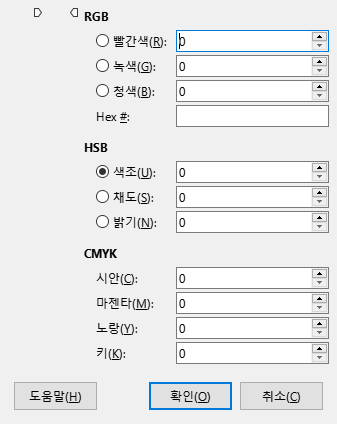 RGB
빨간색(R): 0
녹색(G): 0
청색(B): 0
Hex #:
HSB
색조(U): 0
채도(S): 0
밝기(N): 0
CMYK
시안(C): 0
마젠타(M): 0
노랑(Y): 0
키(K): 0
도움말(H) 확인(O) 취소(C)